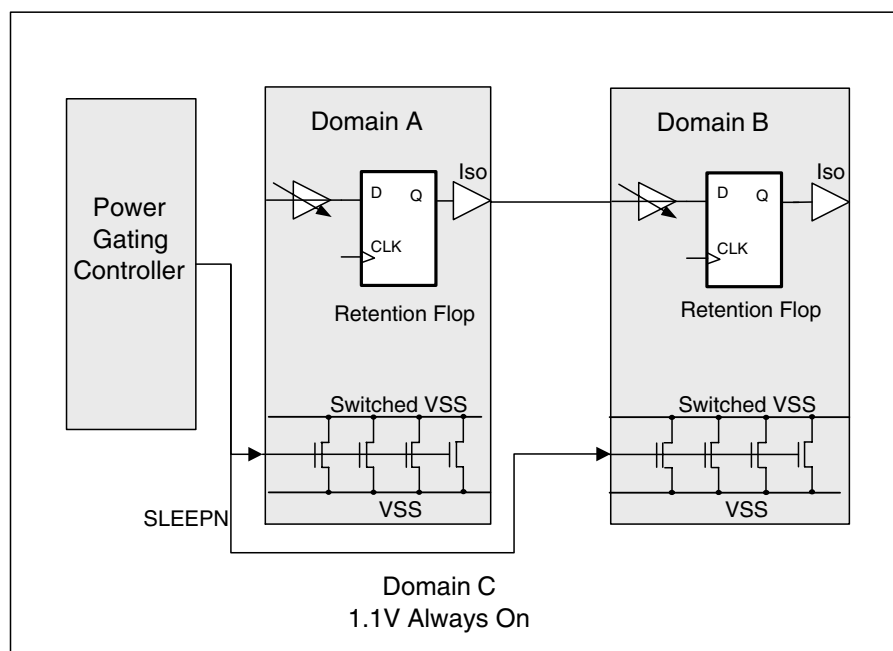 Power
Gating
Controller
SLEEPN
Domain A
Iso
D
Q
CLK
Retention Flop
Switched VSS
VSS
Domain B
Iso
D
Q
CLK
Retention Flop
Switched VSS
VSS
Domain C
1.1V Always On